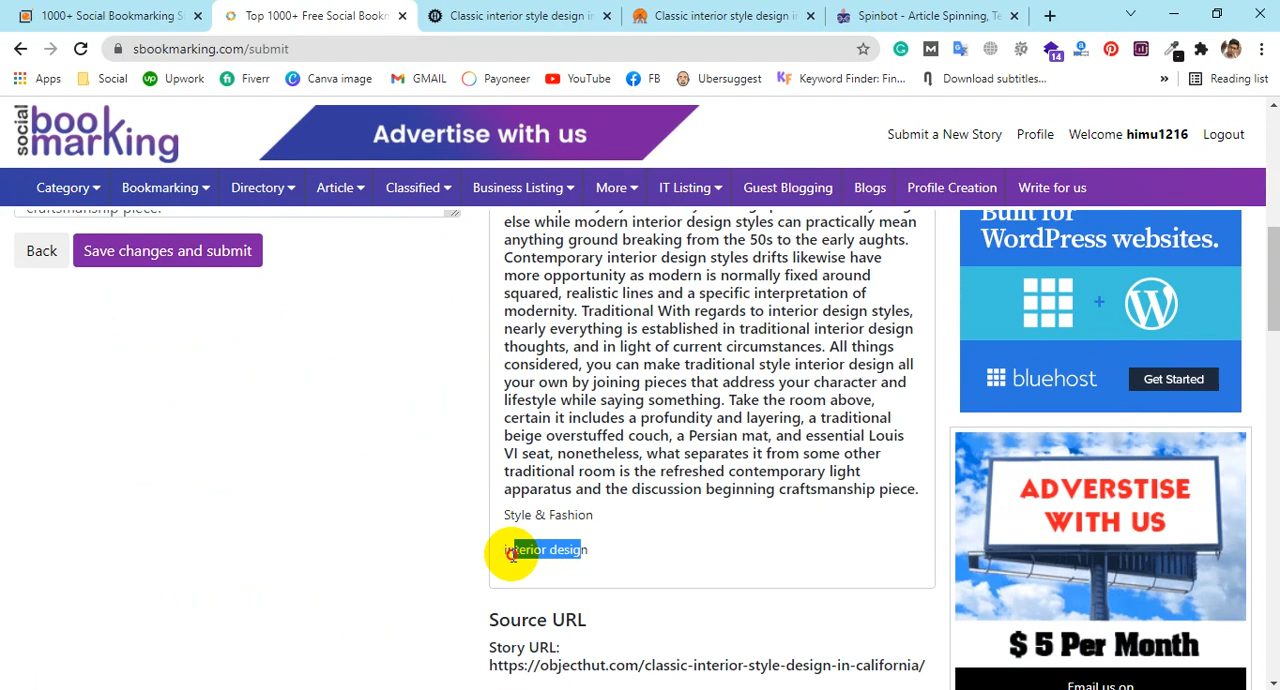 1000+ Social Bookmarking S
Top 1000+ Free Social Bookm
Classic interior style design in
Classic interior style design in
Spinbot - Article Spinning, Te
sbookmarking.com/submit
14
Apps
Social
Upwork
Fiverr
Canva image
GMAIL
Payoneer
YouTube
FB
Ubersuggest
Keyword Finder: Fin...
Download subtitles...
»
Reading list
social
bookmarking
Advertise with us
Submit a New Story
Profile
Welcome himu1216
Logout
Category
Bookmarking
Directory
Article
Classified
Business Listing
More
IT Listing
Guest Blogging
Blogs
Profile Creation
Write for us
craftsmanship piece.
Back
Save changes and submit
else while modern interior design styles can practically mean
anything ground breaking from the 50s to the early aughts.
Contemporary interior design styles drifts likewise have
more opportunity as modern is normally fixed around
squared, realistic lines and a specific interpretation of
modernity. Traditional With regards to interior design styles,
nearly everything is established in traditional interior design
thoughts, and in light of current circumstances. All things
considered, you can make traditional style interior design all
your own by joining pieces that address your character and
lifestyle while saying something. Take the room above,
certain it includes a profundity and layering, a traditional
beige overstuffed couch, a Persian mat, and essential Louis
VI seat, nonetheless, what separates it from some other
traditional room is the refreshed contemporary light
apparatus and the discussion beginning craftsmanship piece.
Style & Fashion
interior design
Source URL
Story URL:
https://objecthut.com/classic-interior-style-design-in-california/
Built for
WordPress websites.
+
bluehost
Get Started
ADVERSTISE
WITH US
$ 5 Per Month
Email us on